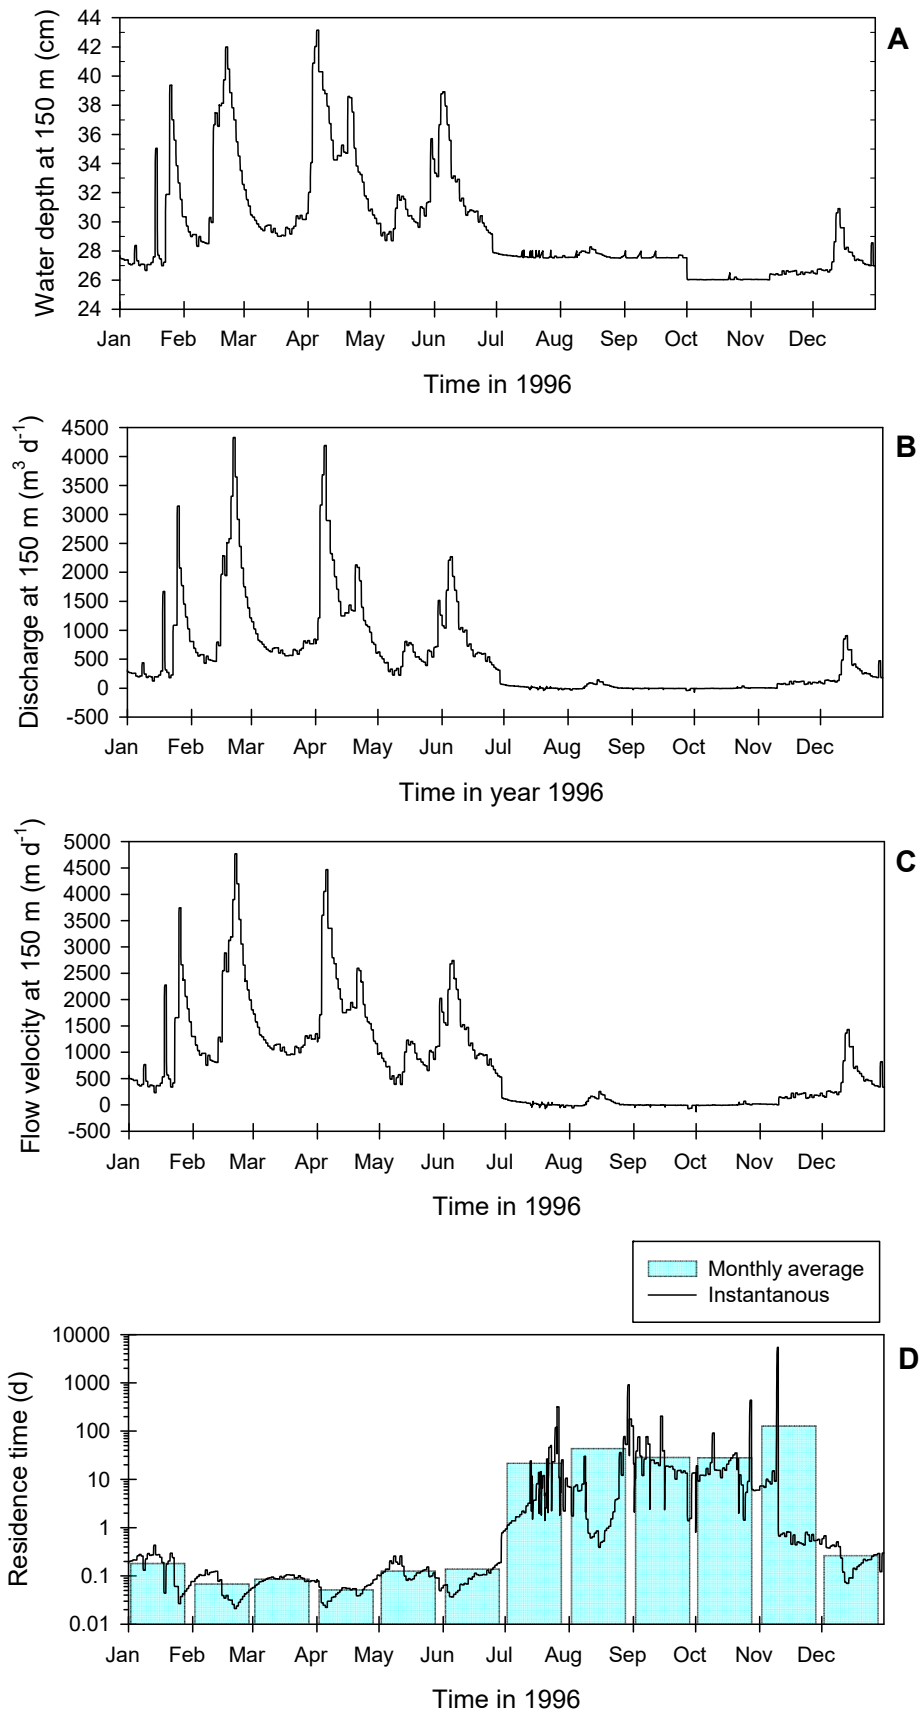 A
Water depth at 150 m (cm)
44
42
40
38
36
34
32
30
28
26
24
Jan Feb Mar Apr May Jun Jul Aug Sep Oct Nov Dec
Time in 1996
B
Discharge at 150 m (m³ d⁻¹)
4500
4000
3500
3000
2500
2000
1500
1000
500
0
-500
Jan Feb Mar Apr May Jun Jul Aug Sep Oct Nov Dec
Time in year 1996
C
Flow velocity at 150 m (m d⁻¹)
5000
4500
4000
3500
3000
2500
2000
1500
1000
500
0
-500
Jan Feb Mar Apr May Jun Jul Aug Sep Oct Nov Dec
Time in 1996
Monthly average
Instantanous
D
Residence time (d)
10000
1000
100
10
1
0.1
0.01
Jan Feb Mar Apr May Jun Jul Aug Sep Oct Nov Dec
Time in 1996